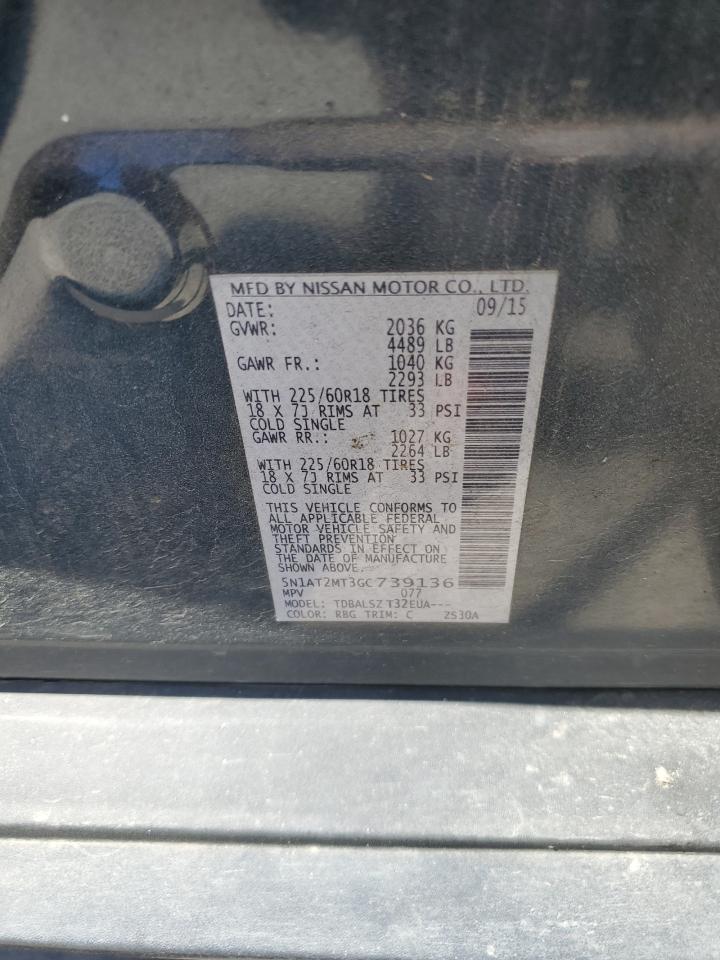 MFD BY NISSAN MOTOR CO., LTD.
DATE: 09/15
GVWR: 2036 KG
4489 LB
GAWR FR.: 1040 KG
2293 LB
WITH 225/60R18 TIRES
18 X 7J RIMS AT 33 PSI
COLD SINGLE
GAWR RR.: 1027 KG
2264 LB
WITH 225/60R18 TIRES
18 X 7J RIMS AT 33 PSI
COLD SINGLE
THIS VEHICLE CONFORMS TO
ALL APPLICABLE FEDERAL
MOTOR VEHICLE SAFETY AND
THEFT PREVENTION
STANDARDS IN EFFECT ON
THE DATE OF MANUFACTURE
SHOWN ABOVE.
5N1AT2MT3GC739136
MPV 077
MODEL: TDBALSZ T32EUA---
COLOR: RBG TRIM: C 2S30A